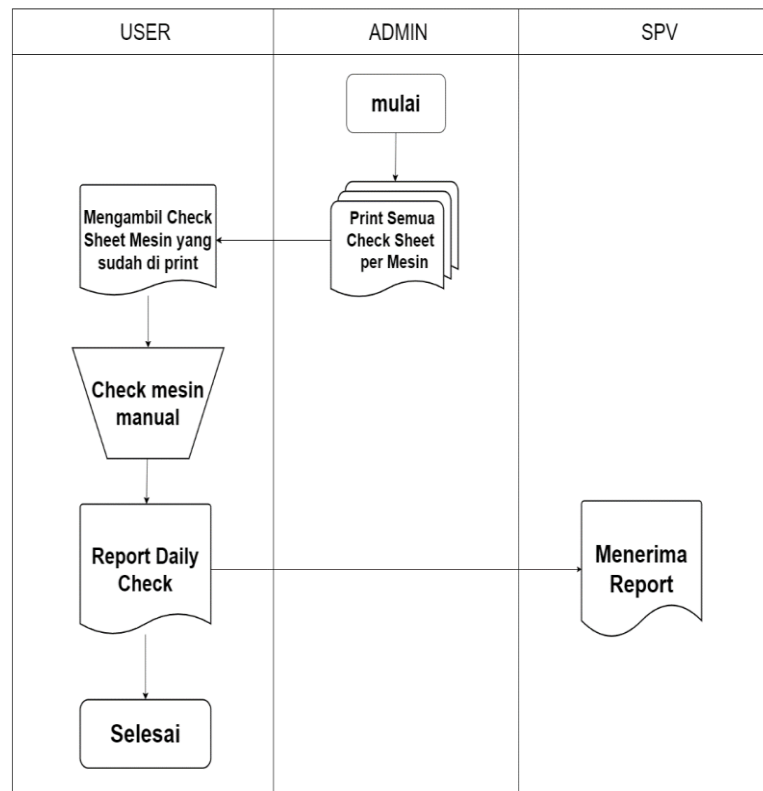 USER
ADMIN
SPV
mulai
Print Semua
Check Sheet
per Mesin
Mengambil Check
Sheet Mesin yang
sudah di print
Check mesin
manual
Report Daily
Check
Menerima
Report
Selesai